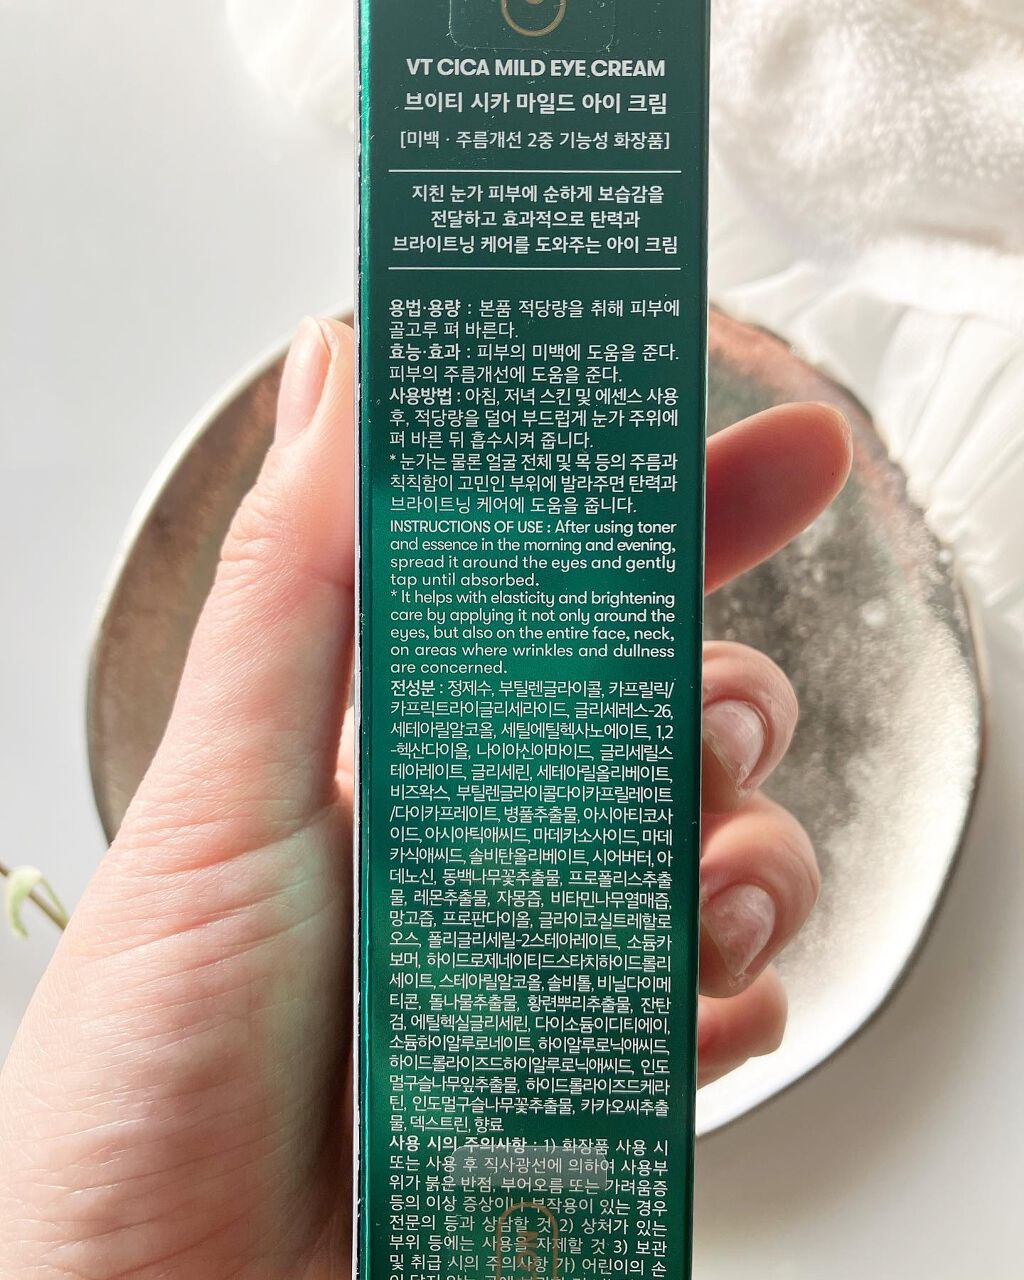 VT CICA MILD EYE CREAM
브이티 시카 마일드 아이 크림
[미백 · 주름개선 2중 기능성 화장품]
지친 눈가 피부에 순하게 보습감을
전달하고 효과적으로 탄력과
브라이트닝 케어를 도와주는 아이 크림
용법·용량 : 본품 적당량을 취해 피부에
골고루 펴 바른다.
효능·효과 : 피부의 미백에 도움을 준다.
피부의 주름개선에 도움을 준다.
사용방법 : 아침, 저녁 스킨 및 에센스 사용
후, 적당량을 덜어 부드럽게 눈가 주위에
펴 바른 뒤 흡수시켜 줍니다.
* 눈가는 물론 얼굴 전체 및 목 등의 주름과
칙칙함이 고민인 부위에 발라주면 탄력과
브라이트닝 케어에 도움을 줍니다.
INSTRUCTIONS OF USE : After using toner
and essence in the morning and evening,
spread it around the eyes and gently
tap until absorbed.
* It helps with elasticity and brightening
care by applying it not only around the
eyes, but also on the entire face, neck,
on areas where wrinkles and dullness
are concerned.
전성분 : 정제수, 부틸렌글라이콜, 카프릴릭/
카프릭트라이글리세라이드, 글리세레스-26,
세테아릴알코올, 세틸에틸헥사노에이트, 1,2
-헥산다이올, 나이아신아마이드, 글리세릴스
테아레이트, 글리세린, 세테아릴올리베이트,
비즈왁스, 부틸렌글라이콜다이카프릴레이트
/다이카프레이트, 병풀추출물, 아시아티코사
이드, 아시아틱애씨드, 마데카소사이드, 마데
카식애씨드, 솔비탄올리베이트, 시어버터, 아
데노신, 동백나무꽃추출물, 프로폴리스추출
물, 레몬추출물, 자몽즙, 비타민나무열매즙,
망고즙, 프로판다이올, 글라이코실트레할로
오스, 폴리글리세릴-2스테아레이트, 소듐카
보머, 하이드로제네이티드스타치하이드롤리
세이트, 스테아릴알코올, 솔비톨, 비닐다이메
티콘, 돌나물추출물, 황련뿌리추출물, 잔탄
검, 에틸헥실글리세린, 다이소듐이디티에이,
소듐하이알루로네이트, 하이알루로닉애씨드,
하이드롤라이즈드하이알루로닉애씨드, 인도
멀구슬나무잎추출물, 하이드롤라이즈드케라
틴, 인도멀구슬나무꽃추출물, 카카오씨추출
물, 덱스트린, 향료
사용 시의 주의사항 : 1) 화장품 사용 시
또는 사용 후 직사광선에 의하여 사용부
위가 붉은 반점, 부어오름 또는 가려움증
등의 이상 증상이나 부작용이 있는 경우
전문의 등과 상담할 것 2) 상처가 있는
부위 등에는 사용을 자제할 것 3) 보관
및 취급 시의 주의사항 가) 어린이의 손